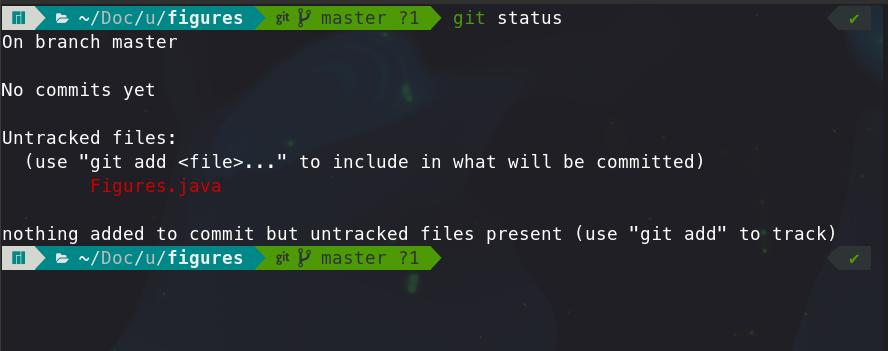 ~/Doc/u/figures git master ?1 git status ✔
On branch master
No commits yet
Untracked files:
(use "git add <file>..." to include in what will be committed)
Figures.java
nothing added to commit but untracked files present (use "git add" to track)
~/Doc/u/figures git master ?1 ✔